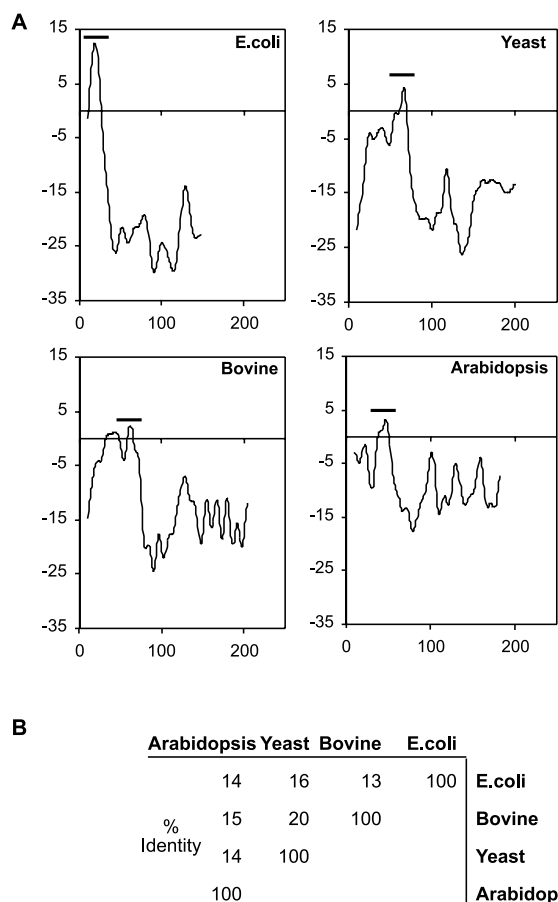 A
E.coli
15
5
-5
-15
-25
-35
0 100 200
Yeast
15
5
-5
-15
-25
-35
0 100 200
Bovine
15
5
-5
-15
-25
-35
0 100 200
Arabidopsis
15
5
-5
-15
-25
-35
0 100 200
B
Arabidopsis Yeast Bovine E.coli
14 16 13 100 E.coli
15 20 100 Bovine
% Identity
14 100 Yeast
100 Arabidop